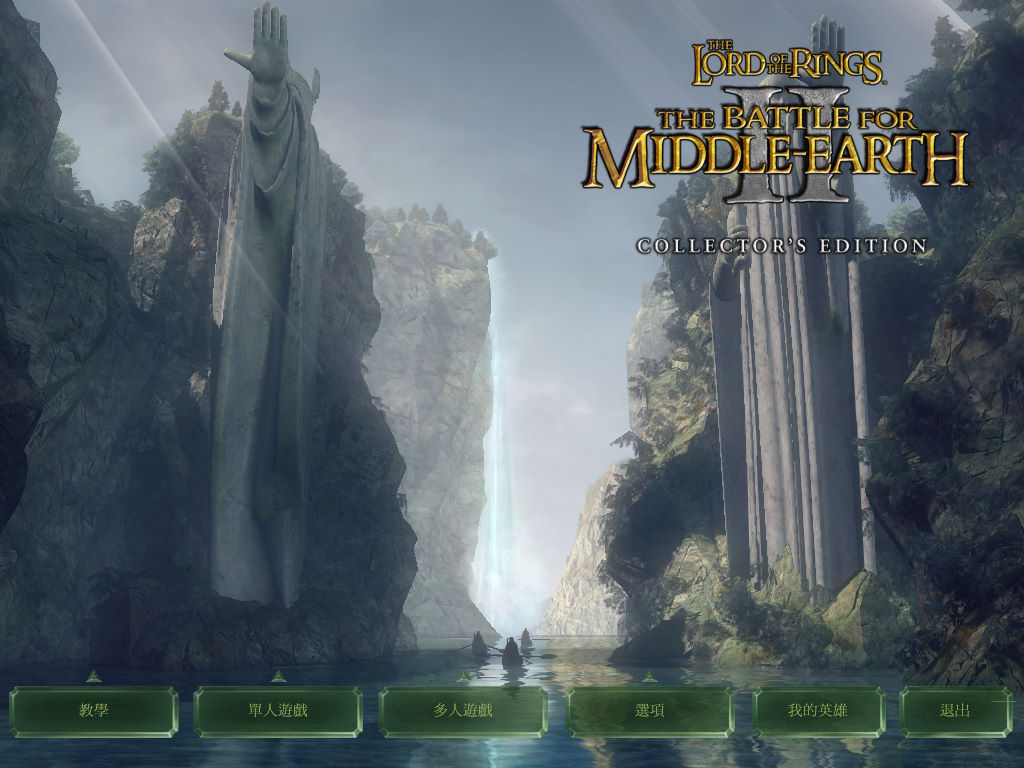 THE
LORD OF THE RINGS
II
THE BATTLE FOR
MIDDLE-EARTH
COLLECTOR'S EDITION
教學
單人遊戲
多人遊戲
選項
我的英雄
退出